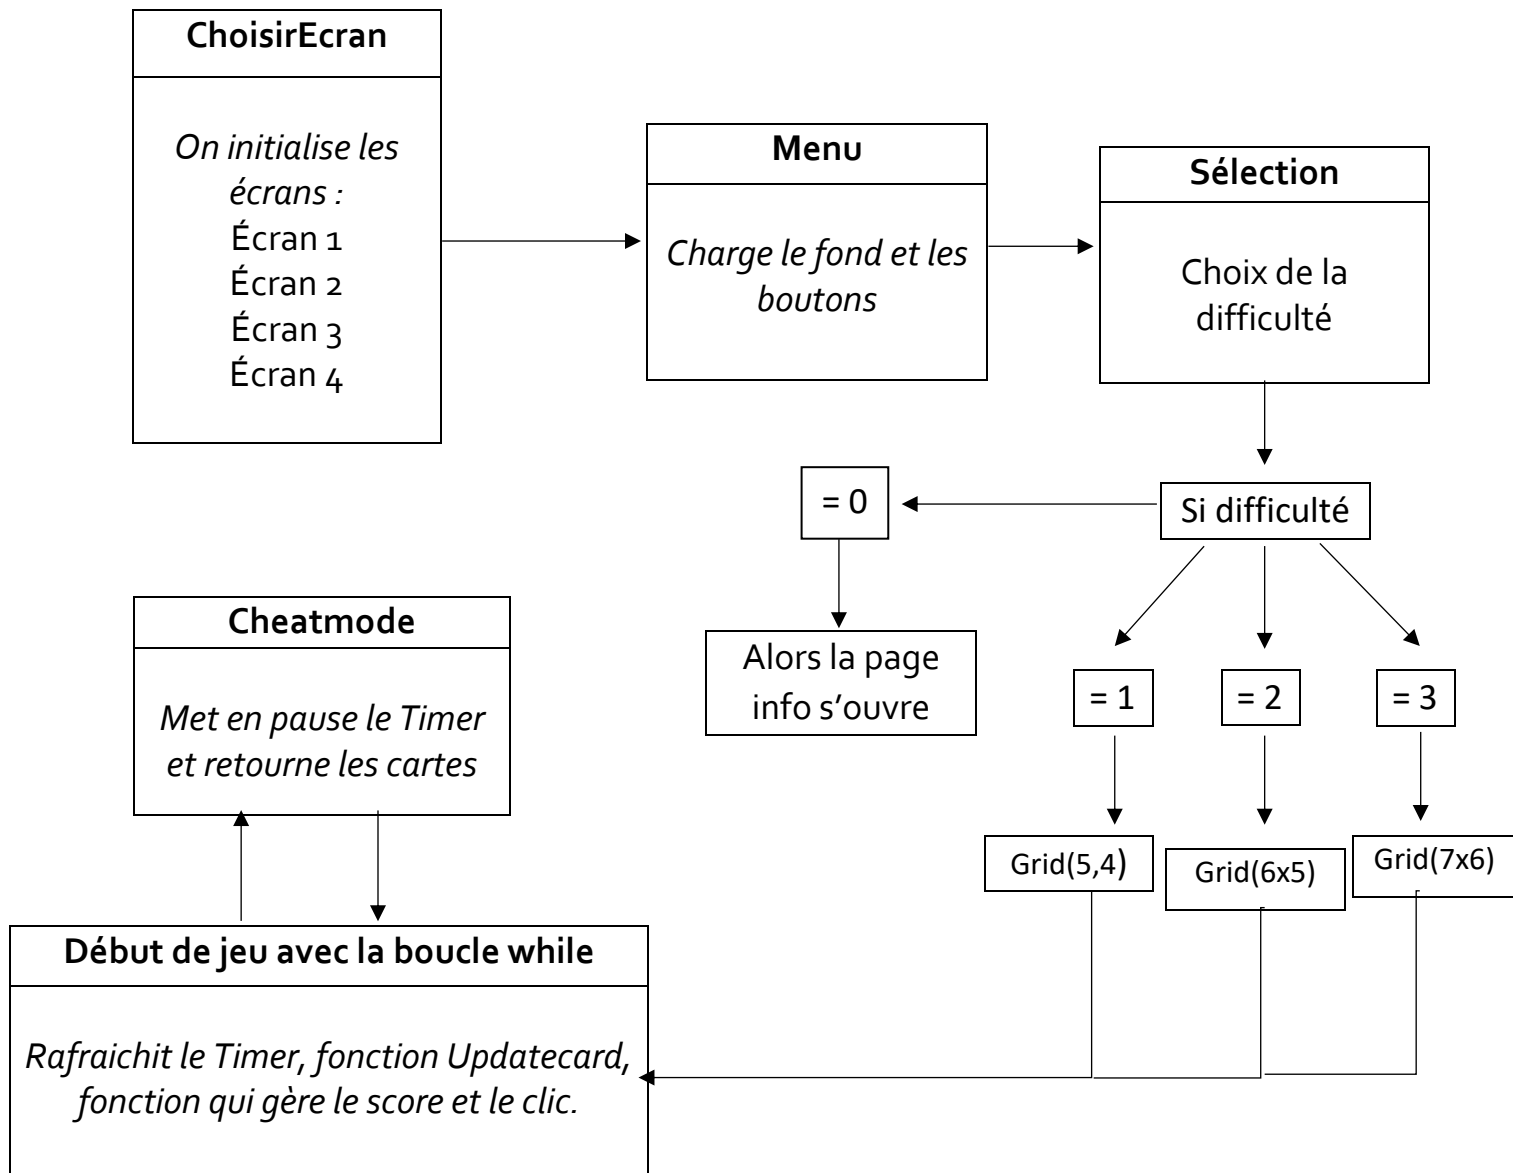 ChoisirEcran
On initialise les
écrans :
Écran 1
Écran 2
Écran 3
Écran 4
Menu
Charge le fond et les
boutons
Sélection
Choix de la
difficulté
Si difficulté
= 0
Alors la page
info s’ouvre
= 1
= 2
= 3
Grid(5,4)
Grid(6x5)
Grid(7x6)
Cheatmode
Met en pause le Timer
et retourne les cartes
Début de jeu avec la boucle while
Rafraichit le Timer, fonction Updatecard,
fonction qui gère le score et le clic.